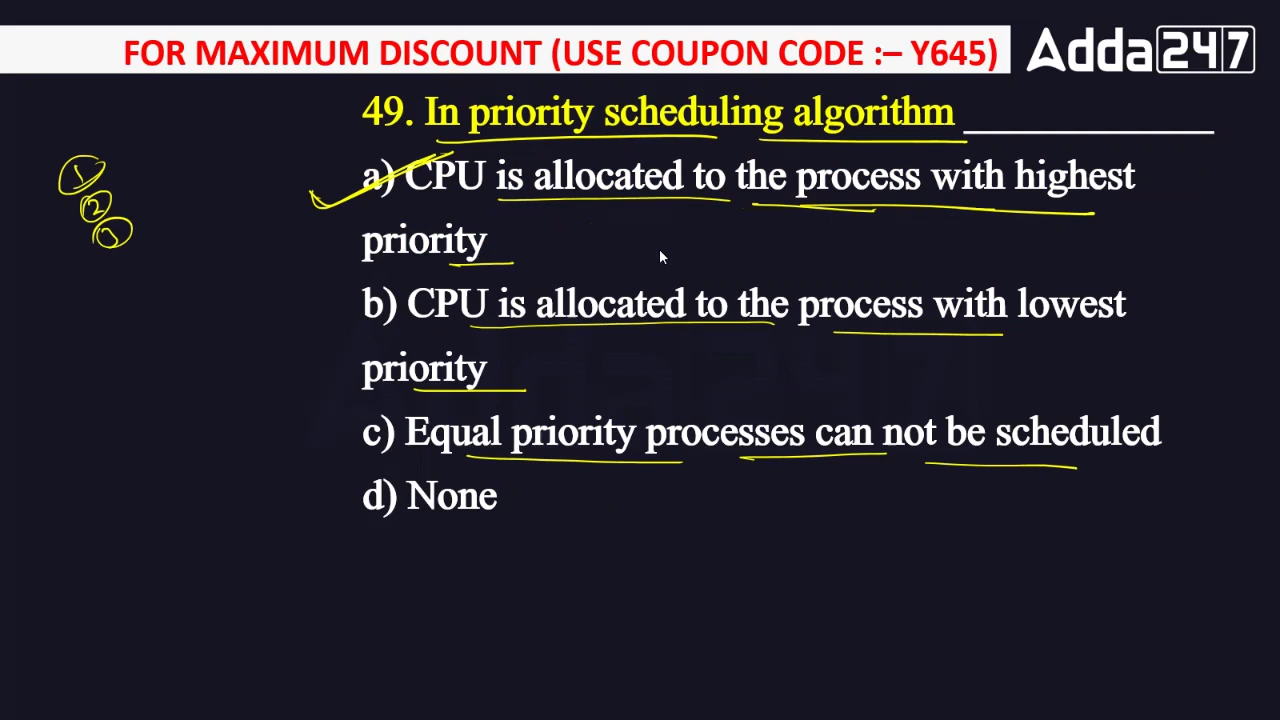 FOR MAXIMUM DISCOUNT (USE COUPON CODE :– Y645)
Adda247
49. In priority scheduling algorithm ____________
a) CPU is allocated to the process with highest
priority
b) CPU is allocated to the process with lowest
priority
c) Equal priority processes can not be scheduled
d) None
1
2